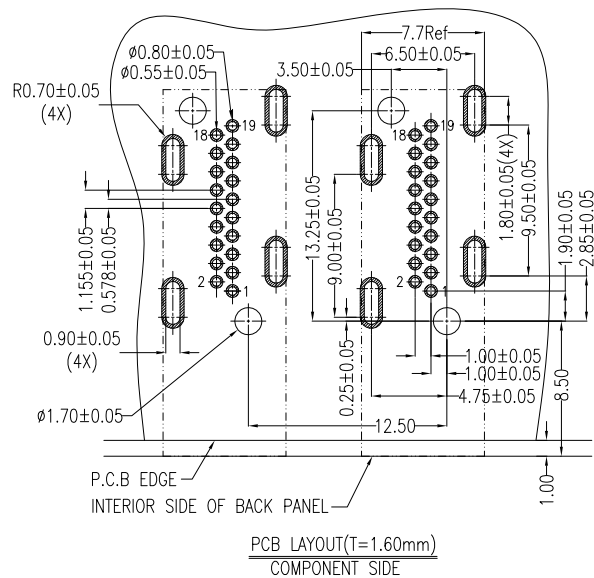 7.7Ref
6.50±0.05
3.50±0.05
ø0.80±0.05
ø0.55±0.05
R0.70±0.05
(4X)
18
19
18
19
1.155±0.05
0.578±0.05
13.25±0.05
9.00±0.05
1.80±0.05(4X)
9.50±0.05
1.90±0.05
2.85±0.05
2
1
2
1
0.90±0.05
(4X)
0.25±0.05
1.00±0.05
1.00±0.05
4.75±0.05
8.50
ø1.70±0.05
12.50
1.00
P.C.B EDGE
INTERIOR SIDE OF BACK PANEL
PCB LAYOUT(T=1.60mm)
COMPONENT SIDE